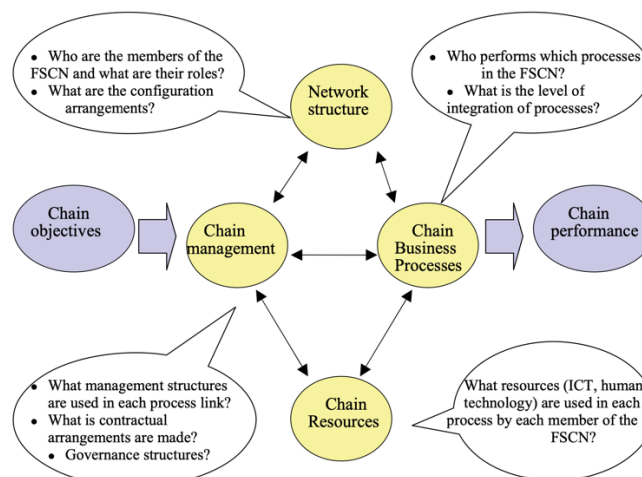 • Who are the members of the
FSCN and what are their roles?
• What are the configuration
arrangements?
• Who performs which processes
in the FSCN?
• What is the level of
integration of processes?
Network
structure
Chain
objectives
Chain
management
Chain
Business
Processes
Chain
performance
• What management structures
are used in each process link?
• What is contractual
arrangements are made?
• Governance structures?
Chain
Resources
What resources (ICT, human
technology) are used in each
process by each member of the
FSCN?